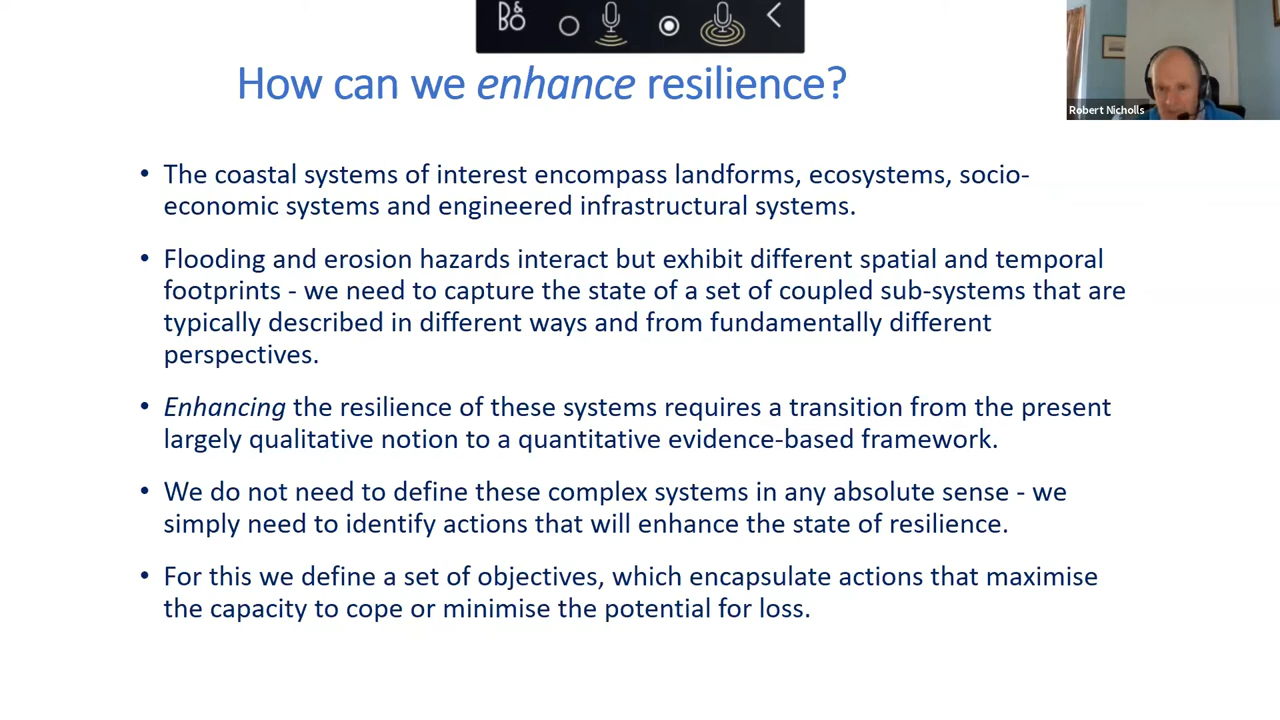 B&O
How can we enhance resilience?
Robert Nicholls
• The coastal systems of interest encompass landforms, ecosystems, socio-
economic systems and engineered infrastructural systems.
• Flooding and erosion hazards interact but exhibit different spatial and temporal
footprints - we need to capture the state of a set of coupled sub-systems that are
typically described in different ways and from fundamentally different
perspectives.
• Enhancing the resilience of these systems requires a transition from the present
largely qualitative notion to a quantitative evidence-based framework.
• We do not need to define these complex systems in any absolute sense - we
simply need to identify actions that will enhance the state of resilience.
• For this we define a set of objectives, which encapsulate actions that maximise
the capacity to cope or minimise the potential for loss.